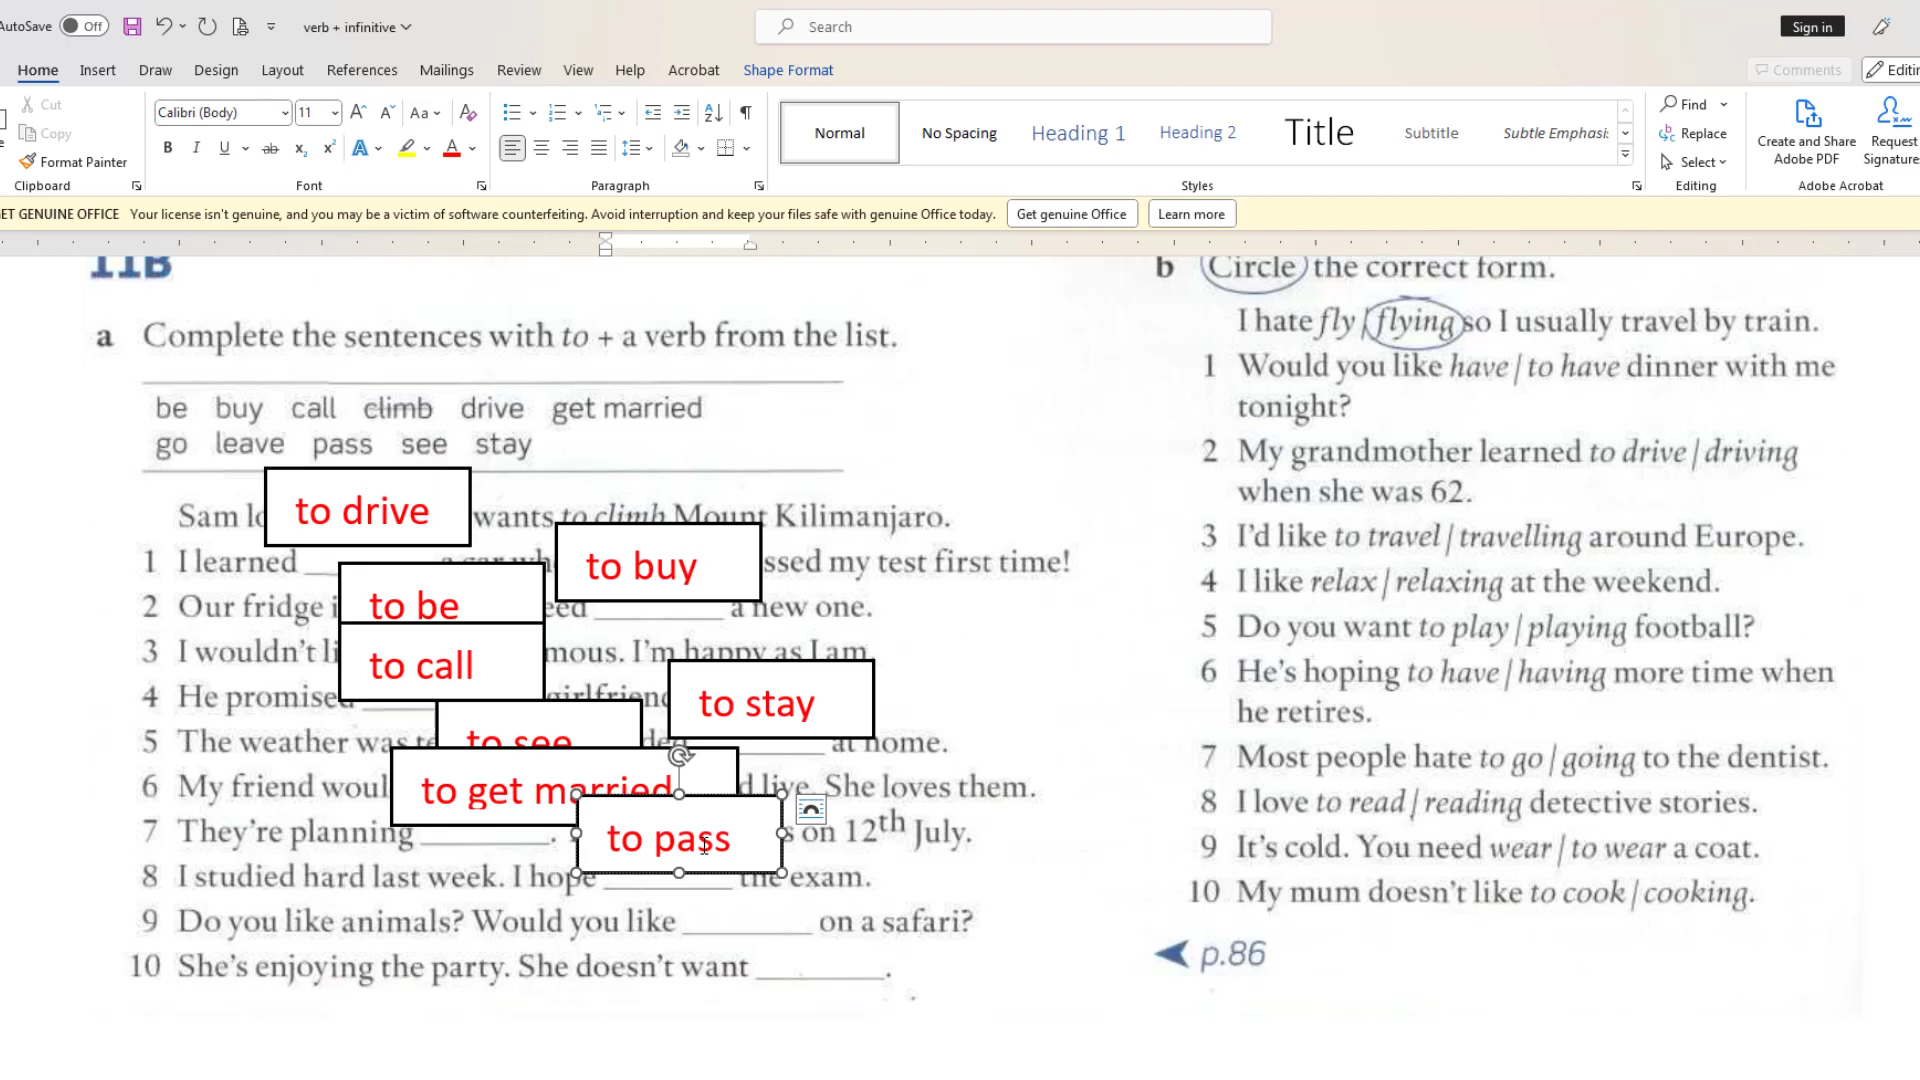 AutoSave Off verb + infinitive Search Sign in
Home Insert Draw Design Layout References Mailings Review View Help Acrobat Shape Format Comments
Cut
Copy
Format Painter
Clipboard
Calibri (Body) 11
Font
Paragraph
Normal No Spacing Heading 1 Heading 2 Title Subtitle Subtle Emphasis
Styles
Find
Replace
Select
Editing
Create and Share Adobe PDF
Request Signatures
Adobe Acrobat
GET GENUINE OFFICE Your license isn't genuine, and you may be a victim of software counterfeiting. Avoid interruption and keep your files safe with genuine Office today. Get genuine Office Learn more
11B
a Complete the sentences with to + a verb from the list.
be buy call climb drive get married
go leave pass see stay
to drive
Sam wants to climb Mount Kilimanjaro.
to buy
1 I learned ssed my test first time!
to be
2 Our fridge eed a new one.
to call
3 I wouldn't mous. I'm happy as I am.
to stay
4 He promised girlfriend
to see
5 The weather was at home.
to get married
6 My friend woul live. She loves them.
to pass
7 They're planning . on 12th July.
8 I studied hard last week. I hope the exam.
9 Do you like animals? Would you like on a safari?
10 She's enjoying the party. She doesn't want .
b Circle the correct form.
I hate fly / flying so I usually travel by train.
1 Would you like have / to have dinner with me
tonight?
2 My grandmother learned to drive / driving
when she was 62.
3 I'd like to travel / travelling around Europe.
4 I like relax / relaxing at the weekend.
5 Do you want to play / playing football?
6 He's hoping to have / having more time when
he retires.
7 Most people hate to go / going to the dentist.
8 I love to read / reading detective stories.
9 It's cold. You need wear / to wear a coat.
10 My mum doesn't like to cook / cooking.
p.86